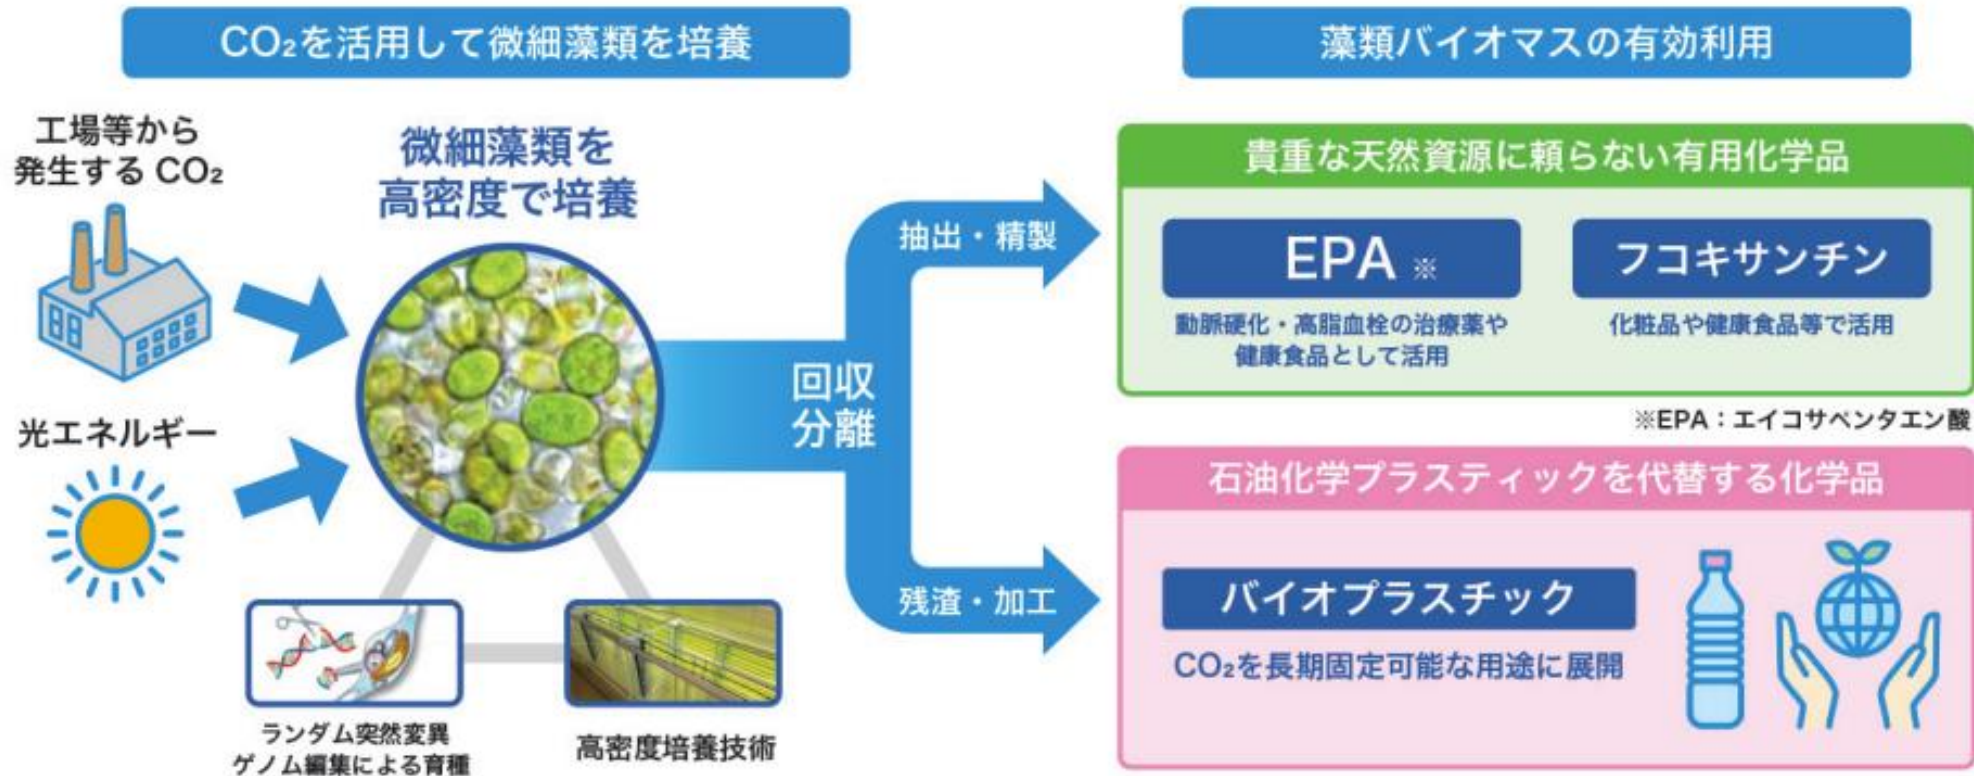 CO₂を活用して微細藻類を培養
藻類バイオマスの有効利用
工場等から
発生する CO₂
光エネルギー
微細藻類を
高密度で培養
ランダム突然変異
ゲノム編集による育種
高密度培養技術
回収
分離
抽出・精製
残渣・加工
貴重な天然資源に頼らない有用化学品
EPA ※
動脈硬化・高脂血栓の治療薬や
健康食品として活用
フコキサンチン
化粧品や健康食品等で活用
※EPA：エイコサペンタエン酸
石油化学プラスティックを代替する化学品
バイオプラスチック
CO₂を長期固定可能な用途に展開